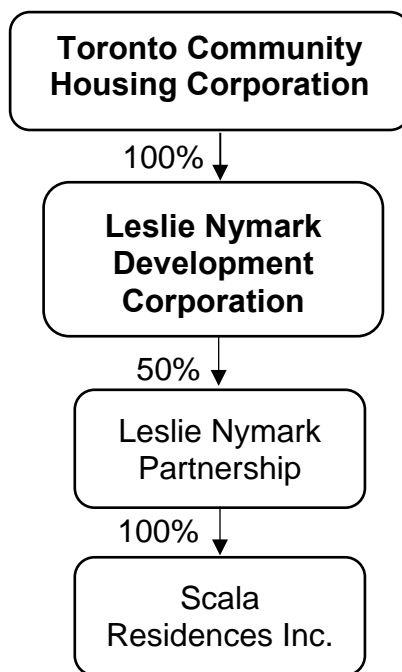 Toronto Community
Housing Corporation
100%
Leslie Nymark
Development
Corporation
50%
Leslie Nymark
Partnership
100%
Scala
Residences Inc.